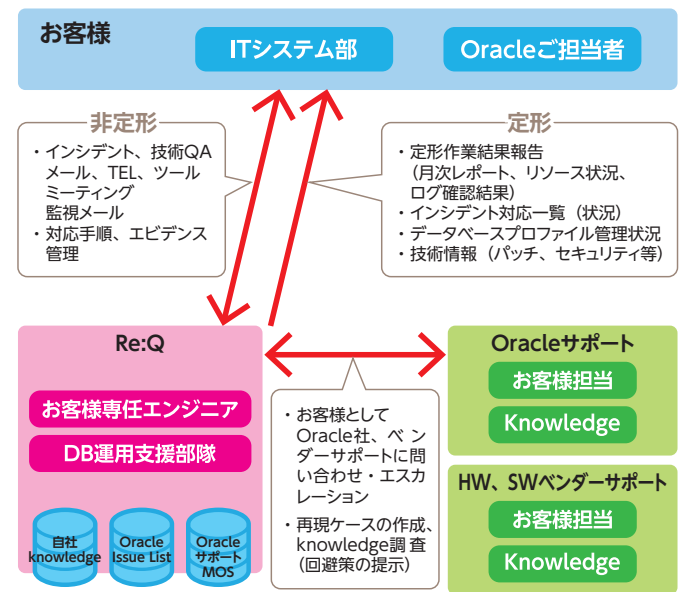 お客様
ITシステム部
Oracleご担当者
非定形
・インシデント、技術QA
メール、TEL、ツール
ミーティング
監視メール
・対応手順、エビデンス
管理
定形
・定形作業結果報告
（月次レポート、リソース状況、
ログ確認結果）
・インシデント対応一覧（状況）
・データベースプロファイル管理状況
・技術情報（パッチ、セキュリティ等）
Re:Q
お客様専任エンジニア
DB運用支援部隊
自社
knowledge
Oracle
Issue List
Oracle
サポート
MOS
・お客様として
Oracle社、ベン
ダーサポートに問
い合わせ・エスカ
レーション
・再現ケースの作成、
knowledge調査
（回避策の提示）
Oracleサポート
お客様担当
Knowledge
HW、SWベンダーサポート
お客様担当
Knowledge